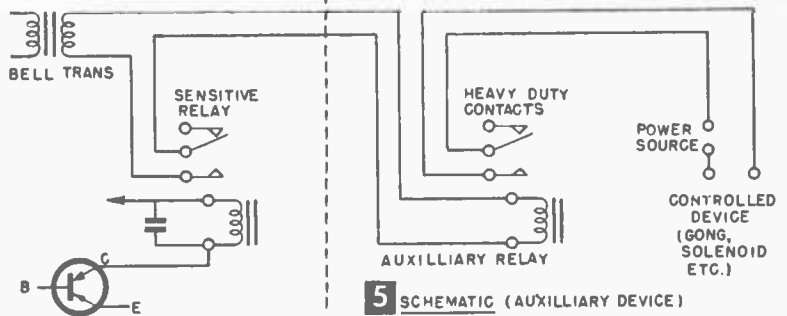 BELL TRANS
SENSITIVE
RELAY
HEAVY DUTY
CONTACTS
POWER
SOURCE
CONTROLLED
DEVICE
(GONG,
SOLENOID
ETC.)
AUXILLIARY RELAY
C
B
E
5 SCHEMATIC (AUXILLIARY DEVICE)